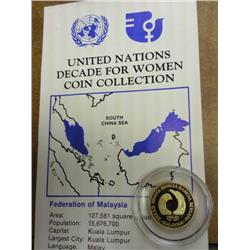 UNITED NATIONS
DECADE FOR WOMEN
COIN COLLECTION
SOUTH
CHINA SEA
Federation of Malaysia
Area: 127,581 square
Population: 15,676,700
Capital: Kuala Lumpur
Largest City: Kuala Lumpur
Language: Malay